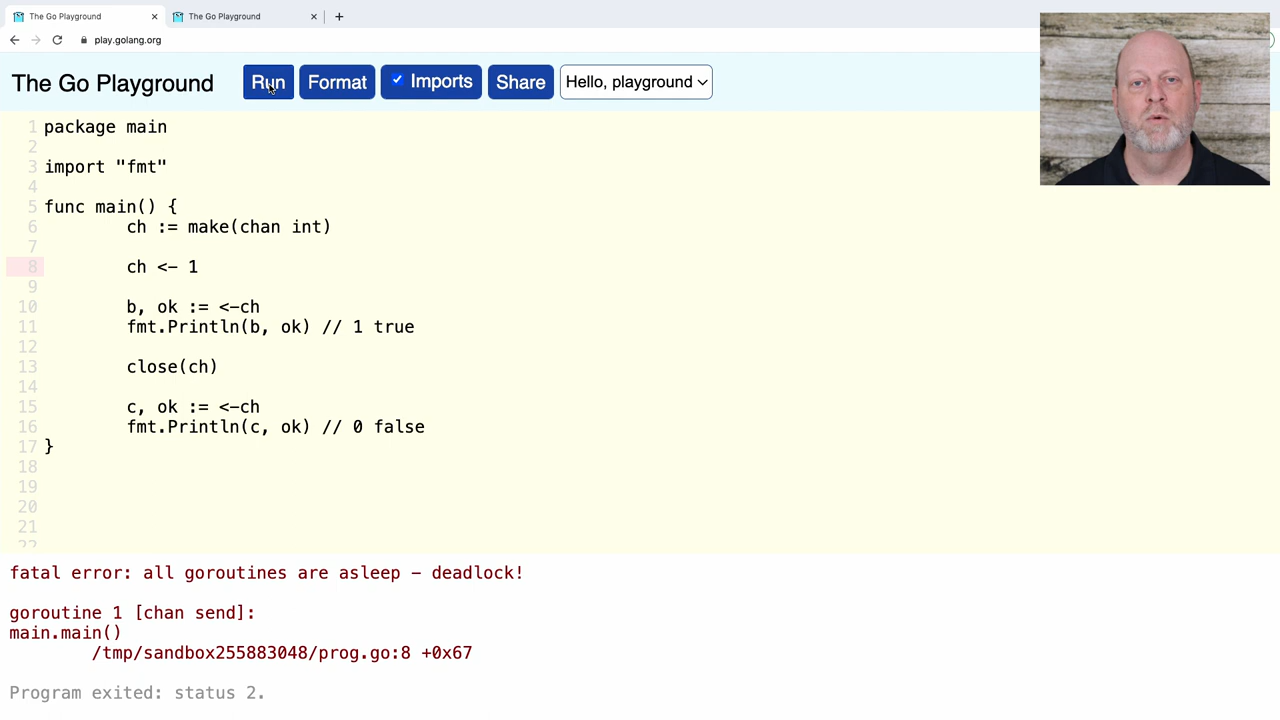 The Go Playground
The Go Playground
play.golang.org
The Go Playground Run Format Imports Share Hello, playground
1 package main
2
3 import "fmt"
4
5 func main() {
6 ch := make(chan int)
7
8 ch <- 1
9
10 b, ok := <-ch
11 fmt.Println(b, ok) // 1 true
12
13 close(ch)
14
15 c, ok := <-ch
16 fmt.Println(c, ok) // 0 false
17 }
18
19
20
21
22
fatal error: all goroutines are asleep - deadlock!
goroutine 1 [chan send]:
main.main()
/tmp/sandbox255883048/prog.go:8 +0x67
Program exited: status 2.